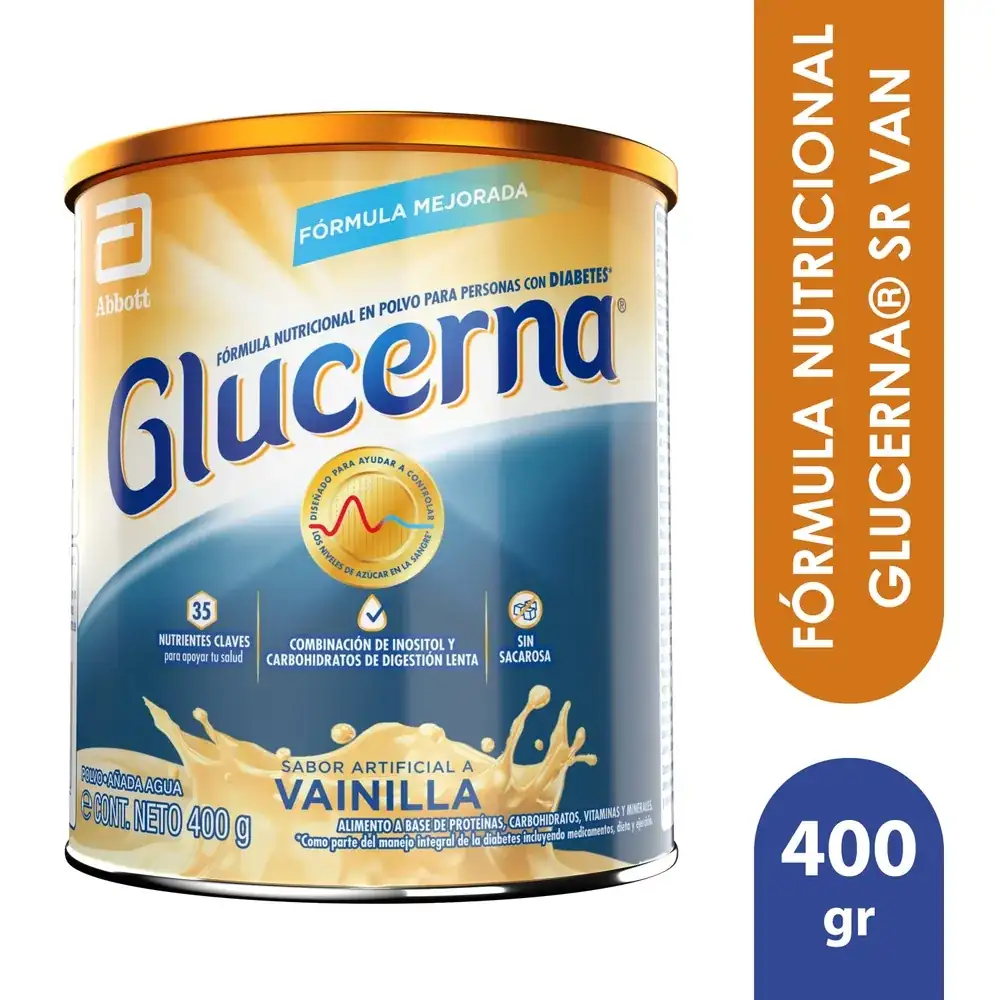 FÓRMULA MEJORADA
Abbott
FÓRMULA NUTRICIONAL EN POLVO PARA PERSONAS CON DIABETES*
Glucerna®
DISEÑADO PARA AYUDAR A CONTROLAR
LOS NIVELES DE AZÚCAR EN LA SANGRE*
35
NUTRIENTES CLAVES
para apoyar tu salud
COMBINACIÓN DE INOSITOL Y
CARBOHIDRATOS DE DIGESTIÓN LENTA
SIN
SACAROSA
SABOR ARTIFICIAL A
VAINILLA
POLVO•AÑADA AGUA
e CONT. NETO 400 g
ALIMENTO A BASE DE PROTEÍNAS, CARBOHIDRATOS, VITAMINAS Y MINERALES.
*Como parte del manejo integral de la diabetes incluyendo medicamentos, dieta y ejercicio.
FÓRMULA NUTRICIONAL
GLUCERNA® SR VAN
400
gr